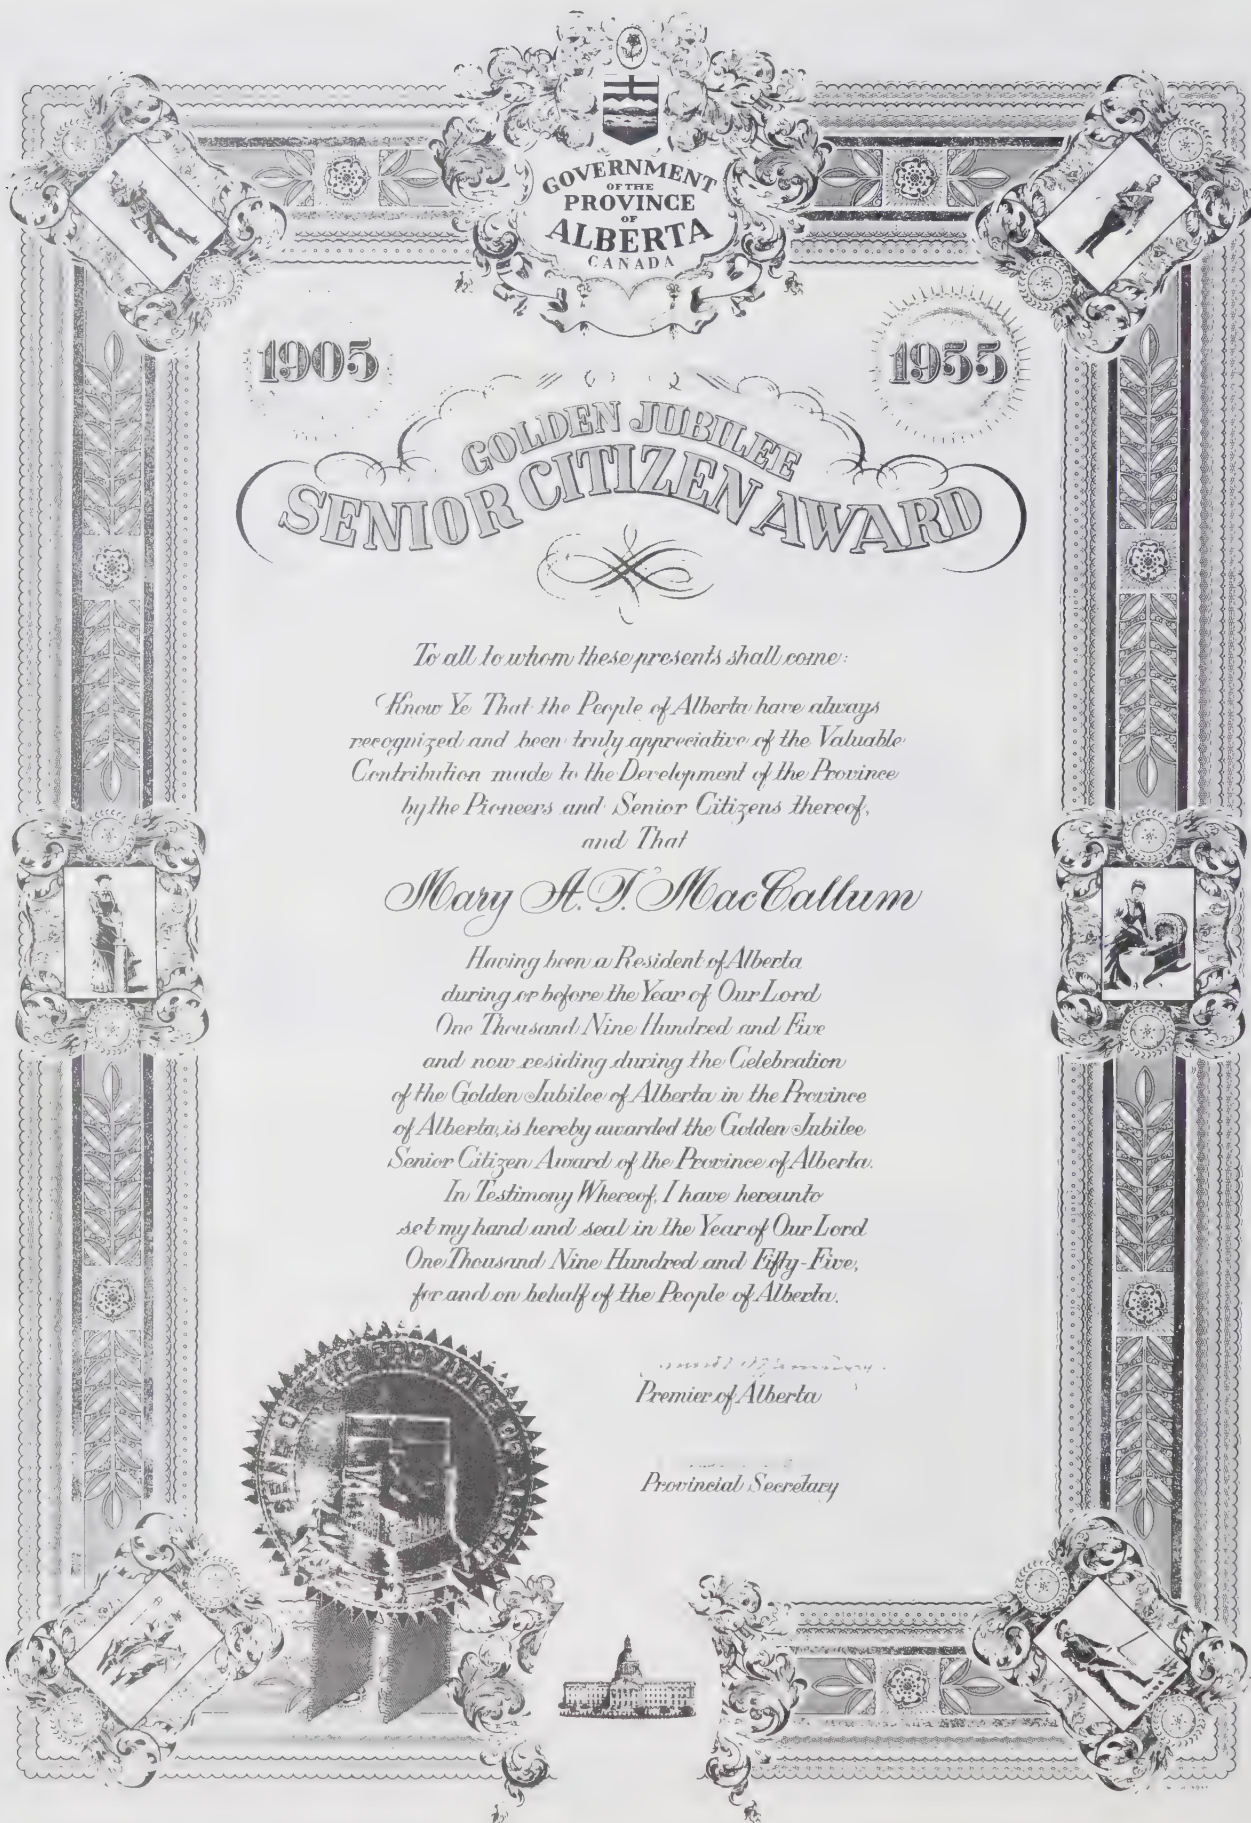 GOVERNMENT
OF THE
PROVINCE
OF
ALBERTA
CANADA
1905
1955
GOLDEN JUBILEE
SENIOR CITIZEN AWARD
To all to whom these presents shall come:
Know Ye That the People of Alberta have always
recognized and been truly appreciative of the Valuable
Contribution made to the Development of the Province
by the Pioneers and Senior Citizens thereof,
and That
Mary A. T. MacCallum
Having been a Resident of Alberta
during or before the Year of Our Lord
One Thousand Nine Hundred and Five
and now residing during the Celebration
of the Golden Jubilee of Alberta in the Province
of Alberta, is hereby awarded the Golden Jubilee
Senior Citizen Award of the Province of Alberta.
In Testimony Whereof, I have hereunto
set my hand and seal in the Year of Our Lord
One Thousand Nine Hundred and Fifty-Five,
for and on behalf of the People of Alberta.
Premier of Alberta
Provincial Secretary
THE PROVINCE OF